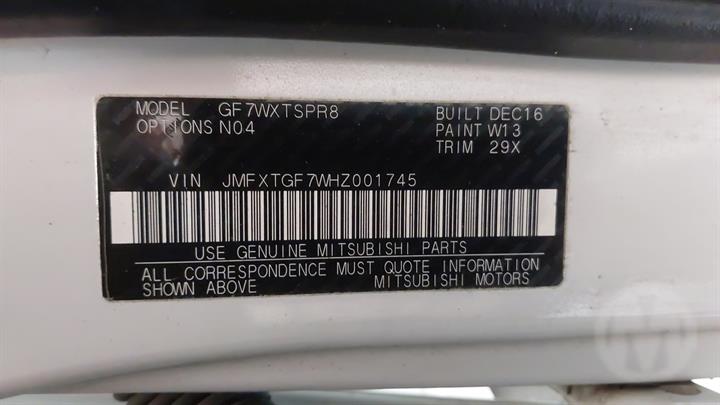 MODEL GF7WXTSPR8 BUILT DEC16
OPTIONS N04 PAINT W13
TRIM 29X
VIN JMFXTGF7WHZ001745
USE GENUINE MITSUBISHI PARTS
ALL CORRESPONDENCE MUST QUOTE INFORMATION
SHOWN ABOVE MITSUBISHI MOTORS